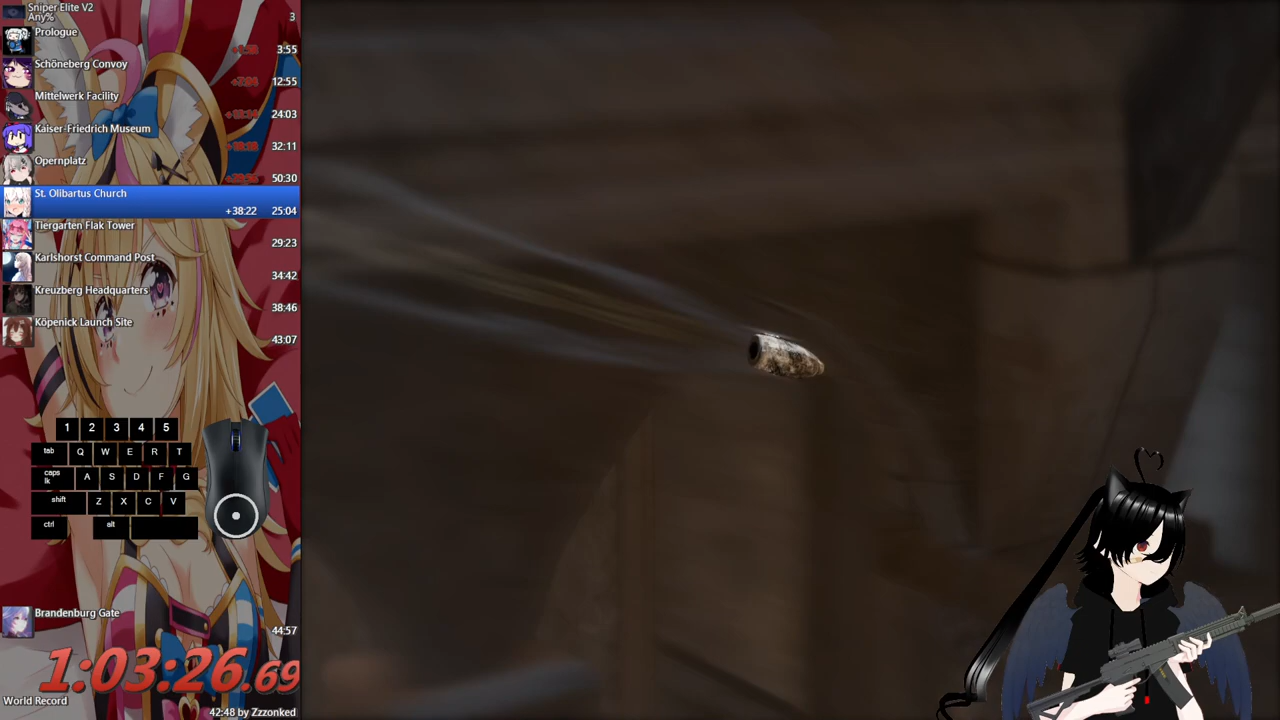 Sniper Elite V2
Any%
3
Prologue
3:55
Schöneberg Convoy
12:55
Mittelwerk Facility
24:03
Kaiser-Friedrich Museum
32:11
Opernplatz
50:30
St. Olibartus Church
+38:22 25:04
Tiergarten Flak Tower
29:23
Karlshorst Command Post
34:42
Kreuzberg Headquarters
38:46
Köpenick Launch Site
43:07
1 2 3 4 5
tab Q W E R T
caps lk A S D F G
shift Z X C V
ctrl alt
Brandenburg Gate
44:57
1:03:26.69
World Record
42:48 by Zzzonked